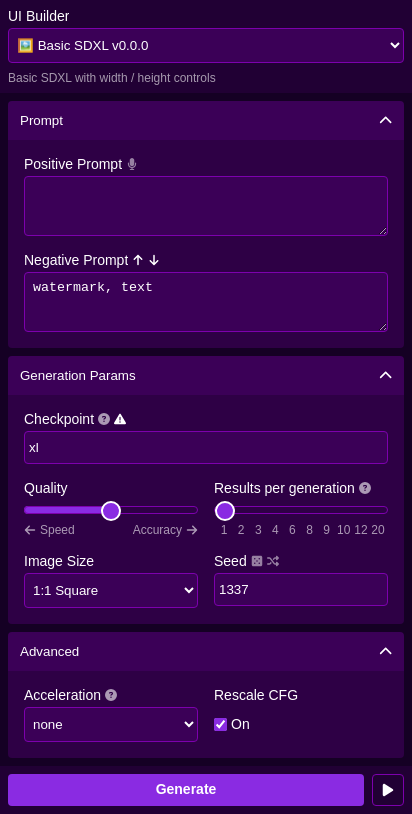 UI Builder
🖼️ Basic SDXL v0.0.0
Basic SDXL with width / height controls
Prompt
Positive Prompt
Negative Prompt ↑ ↓
watermark, text
Generation Params
Checkpoint
xl
Quality
Results per generation
← Speed Accuracy →
1 2 3 4 6 8 9 10 12 20
Image Size
Seed
1:1 Square
1337
Advanced
Acceleration
Rescale CFG
none
On
Generate